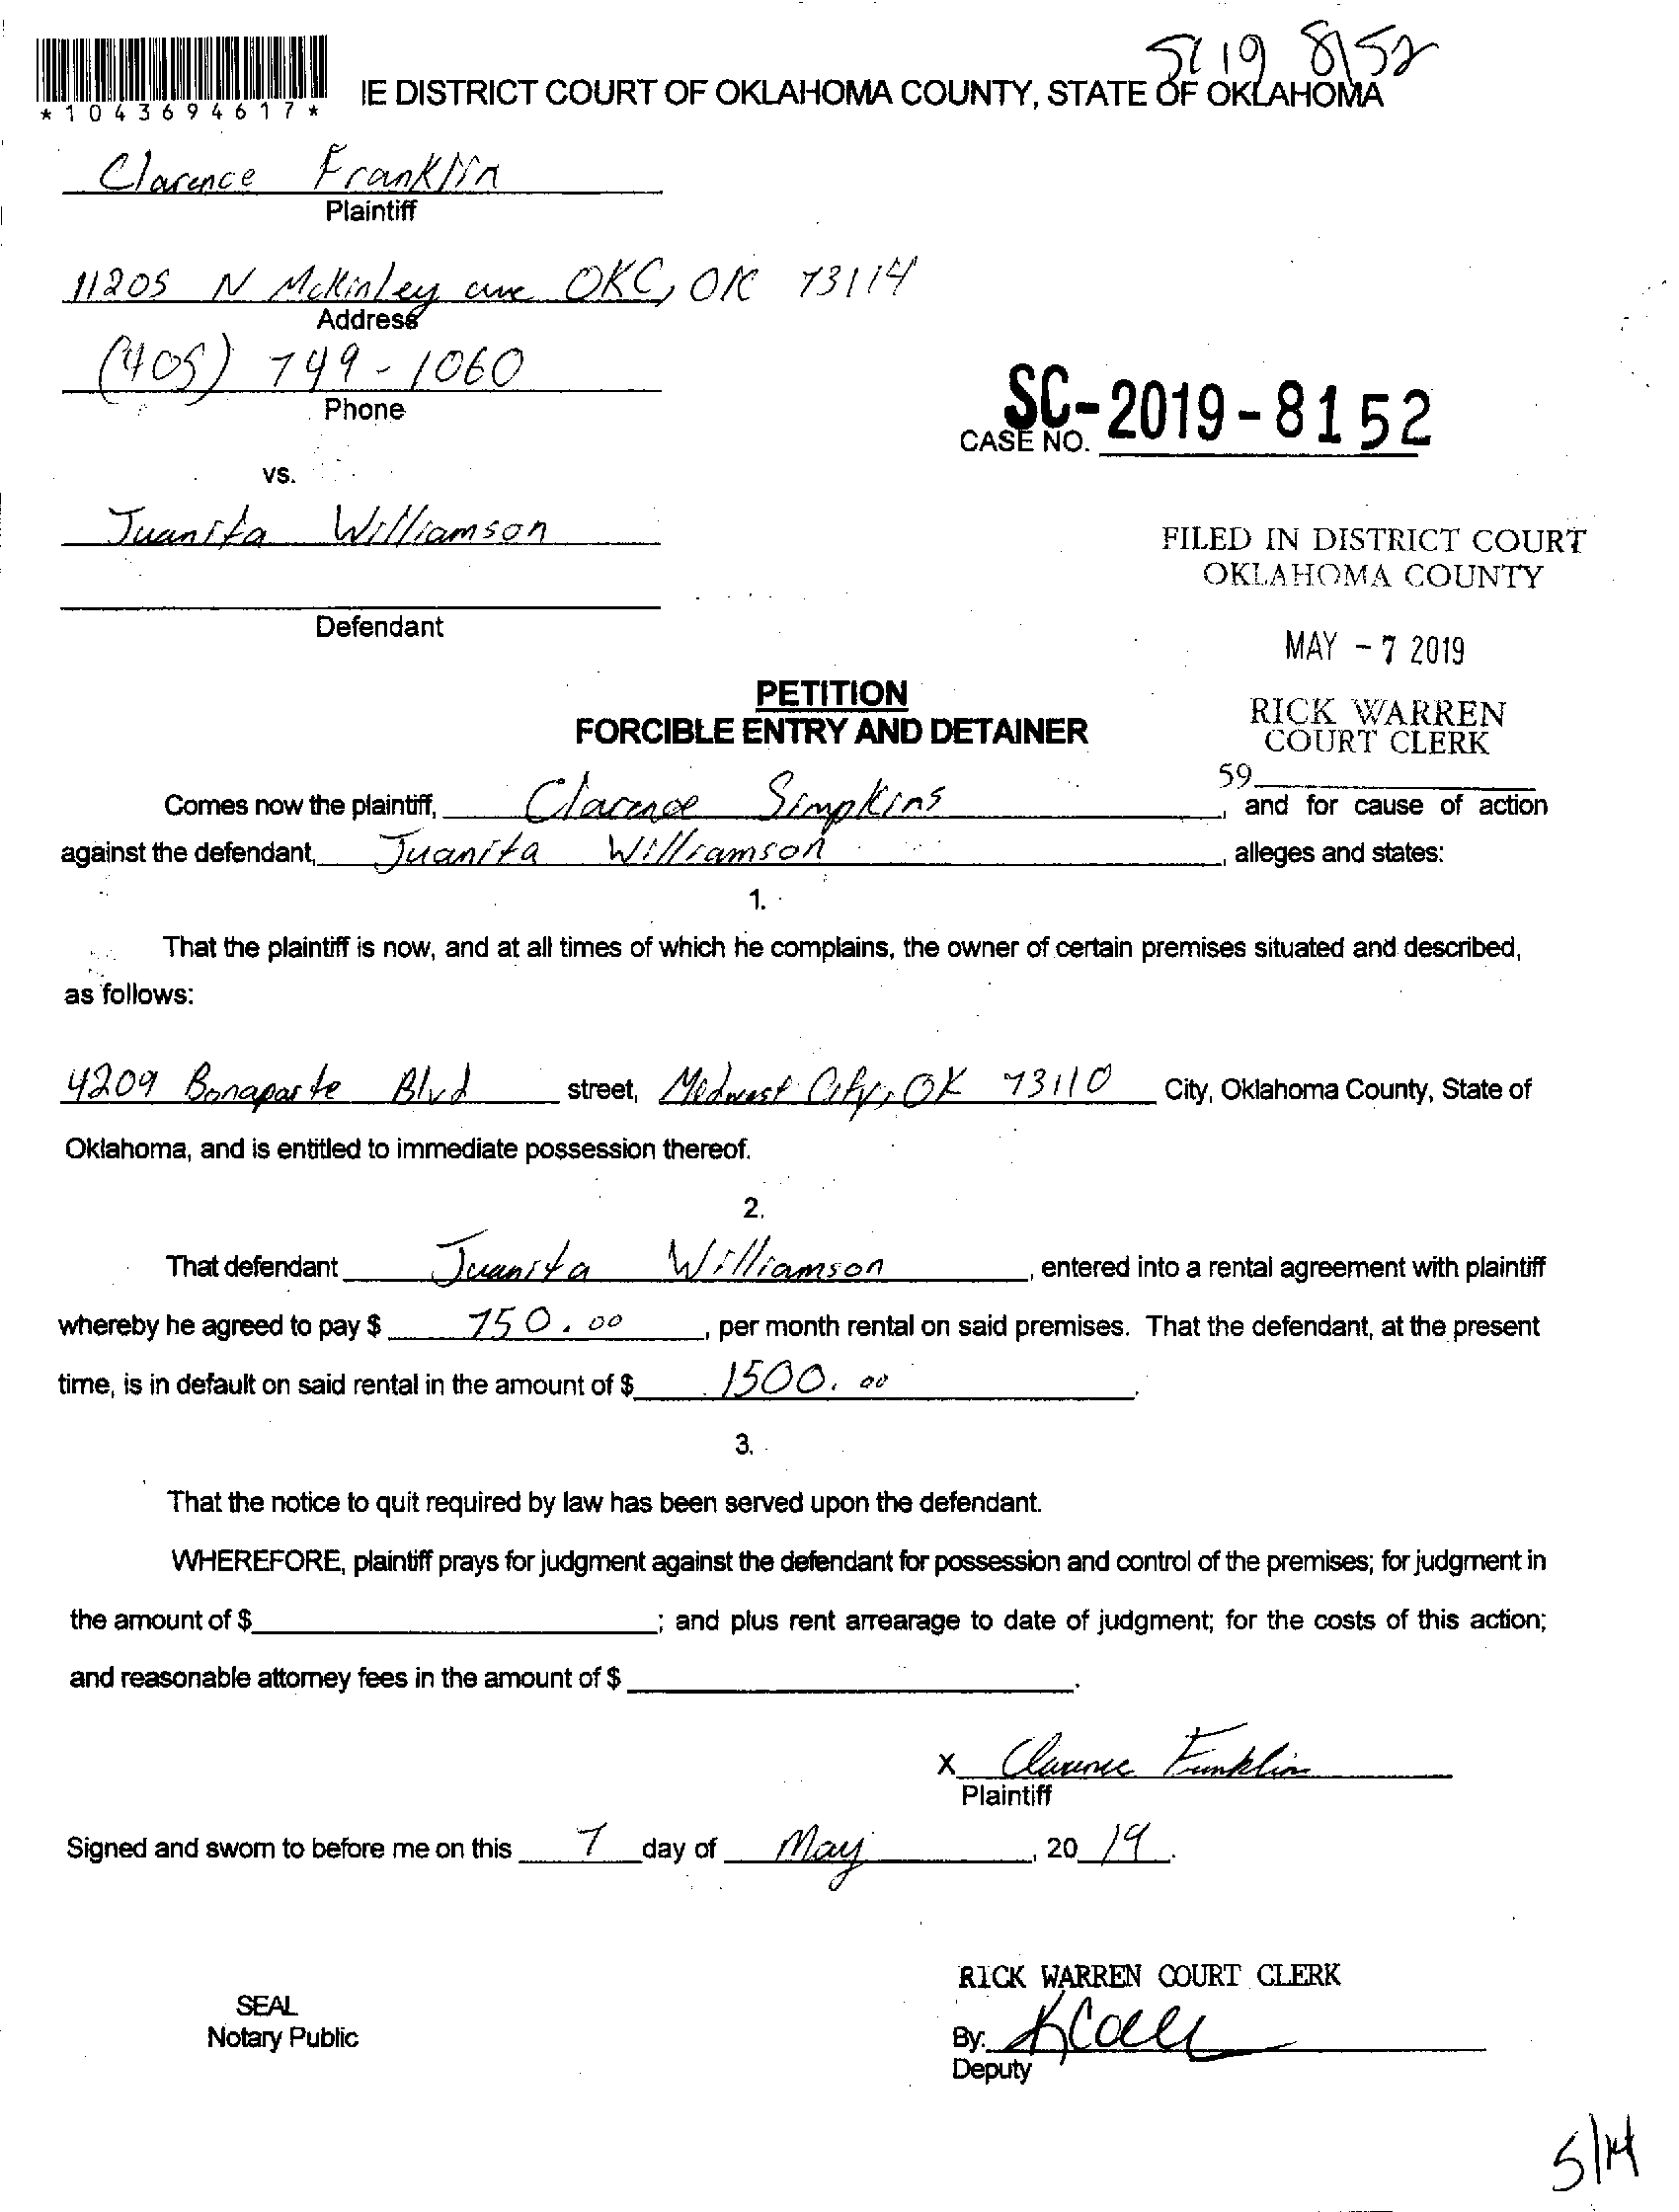 SC 19 8152
*1043694617*
IE DISTRICT COURT OF OKLAHOMA COUNTY, STATE OF OKLAHOMA
Clarence Franklin
Plaintiff
11205 N Mckinley ave OKC, OK 73114
Address
(405) 749-1060
Phone
SC-2019-8152
CASE NO.
vs.
Juanita Williamson
FILED IN DISTRICT COURT
OKLAHOMA COUNTY
Defendant
MAY - 7 2019
PETITION
FORCIBLE ENTRY AND DETAINER
RICK WARREN
COURT CLERK
59
Comes now the plaintiff, Clarence Simpkins, and for cause of action
against the defendant, Juanita Williamson, alleges and states:
1.
That the plaintiff is now, and at all times of which he complains, the owner of certain premises situated and described,
as follows:
4209 Bonaparte Blvd street, Midwest City, OK 73110 City, Oklahoma County, State of
Oklahoma, and is entitled to immediate possession thereof.
2.
That defendant Juanita Williamson, entered into a rental agreement with plaintiff
whereby he agreed to pay $ 750.00, per month rental on said premises. That the defendant, at the present
time, is in default on said rental in the amount of $ 1500.00.
3.
That the notice to quit required by law has been served upon the defendant.
WHEREFORE, plaintiff prays for judgment against the defendant for possession and control of the premises; for judgment in
the amount of $ ; and plus rent arrearage to date of judgment; for the costs of this action;
and reasonable attorney fees in the amount of $ .
X Clarence Franklin
Plaintiff
Signed and sworn to before me on this 7 day of May, 20 19.
RICK WARREN COURT CLERK
SEAL
Notary Public
By:
Deputy
5/14